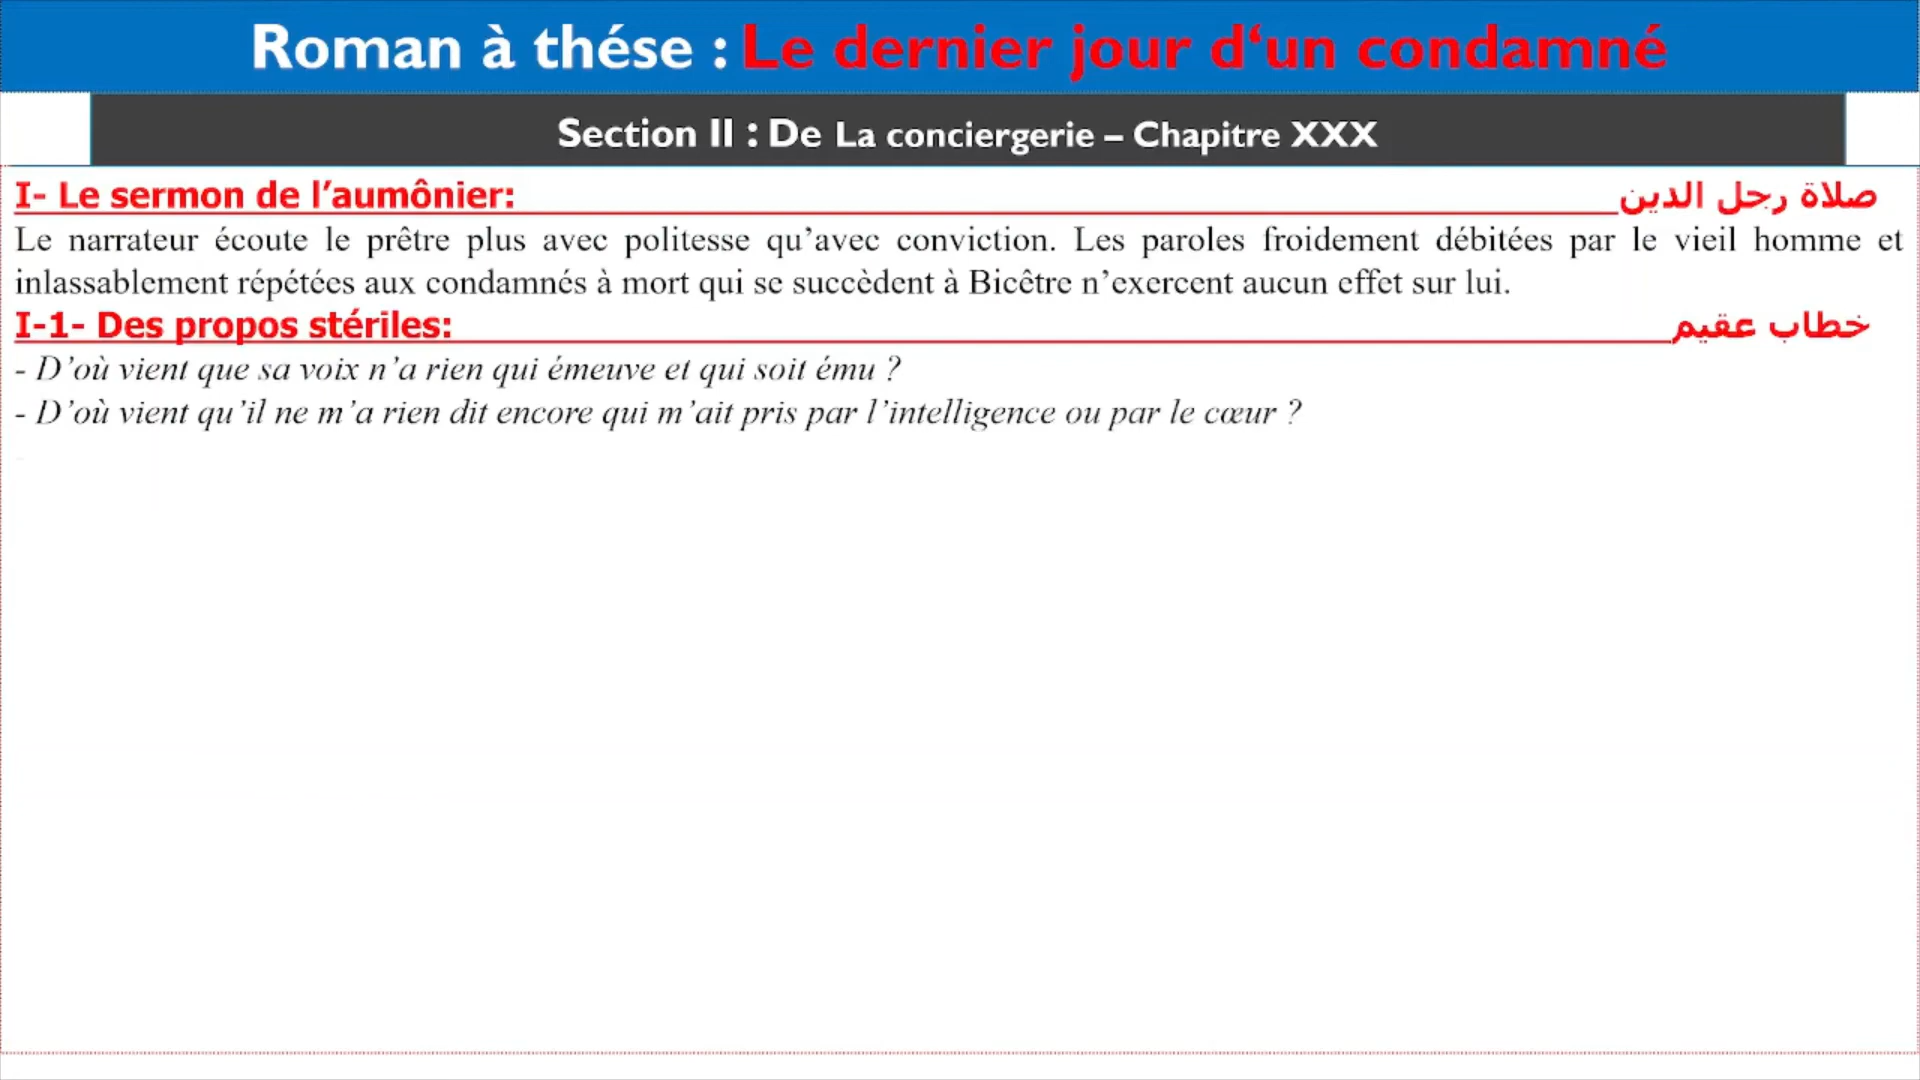 Roman à thése : Le dernier jour d‘un condamné
Section II : De La conciergerie – Chapitre XXX
I- Le sermon de l’aumônier: صلاة رجل الدين
Le narrateur écoute le prêtre plus avec politesse qu’avec conviction. Les paroles froidement débitées par le vieil homme et
inlassablement répétées aux condamnés à mort qui se succèdent à Bicêtre n’exercent aucun effet sur lui.
I-1- Des propos stériles: خطاب عقيم
- D’où vient que sa voix n’a rien qui émeuve et qui soit ému ?
- D’où vient qu’il ne m’a rien dit encore qui m’ait pris par l’intelligence ou par le cœur ?